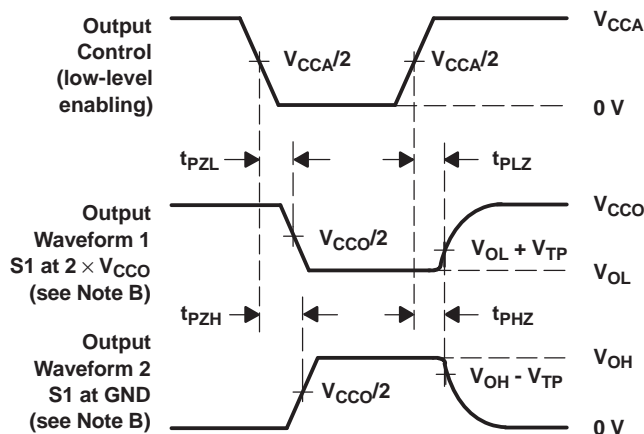 Output
Control
(low-level
enabling)
V_CCA/2
V_CCA/2
V_CCA
0 V
t_PZL
t_PLZ
Output
Waveform 1
S1 at 2 × V_CCO
(see Note B)
V_CCO/2
V_CCO
V_OL + V_TP
V_OL
t_PZH
t_PHZ
Output
Waveform 2
S1 at GND
(see Note B)
V_CCO/2
V_OH
V_OH - V_TP
0 V